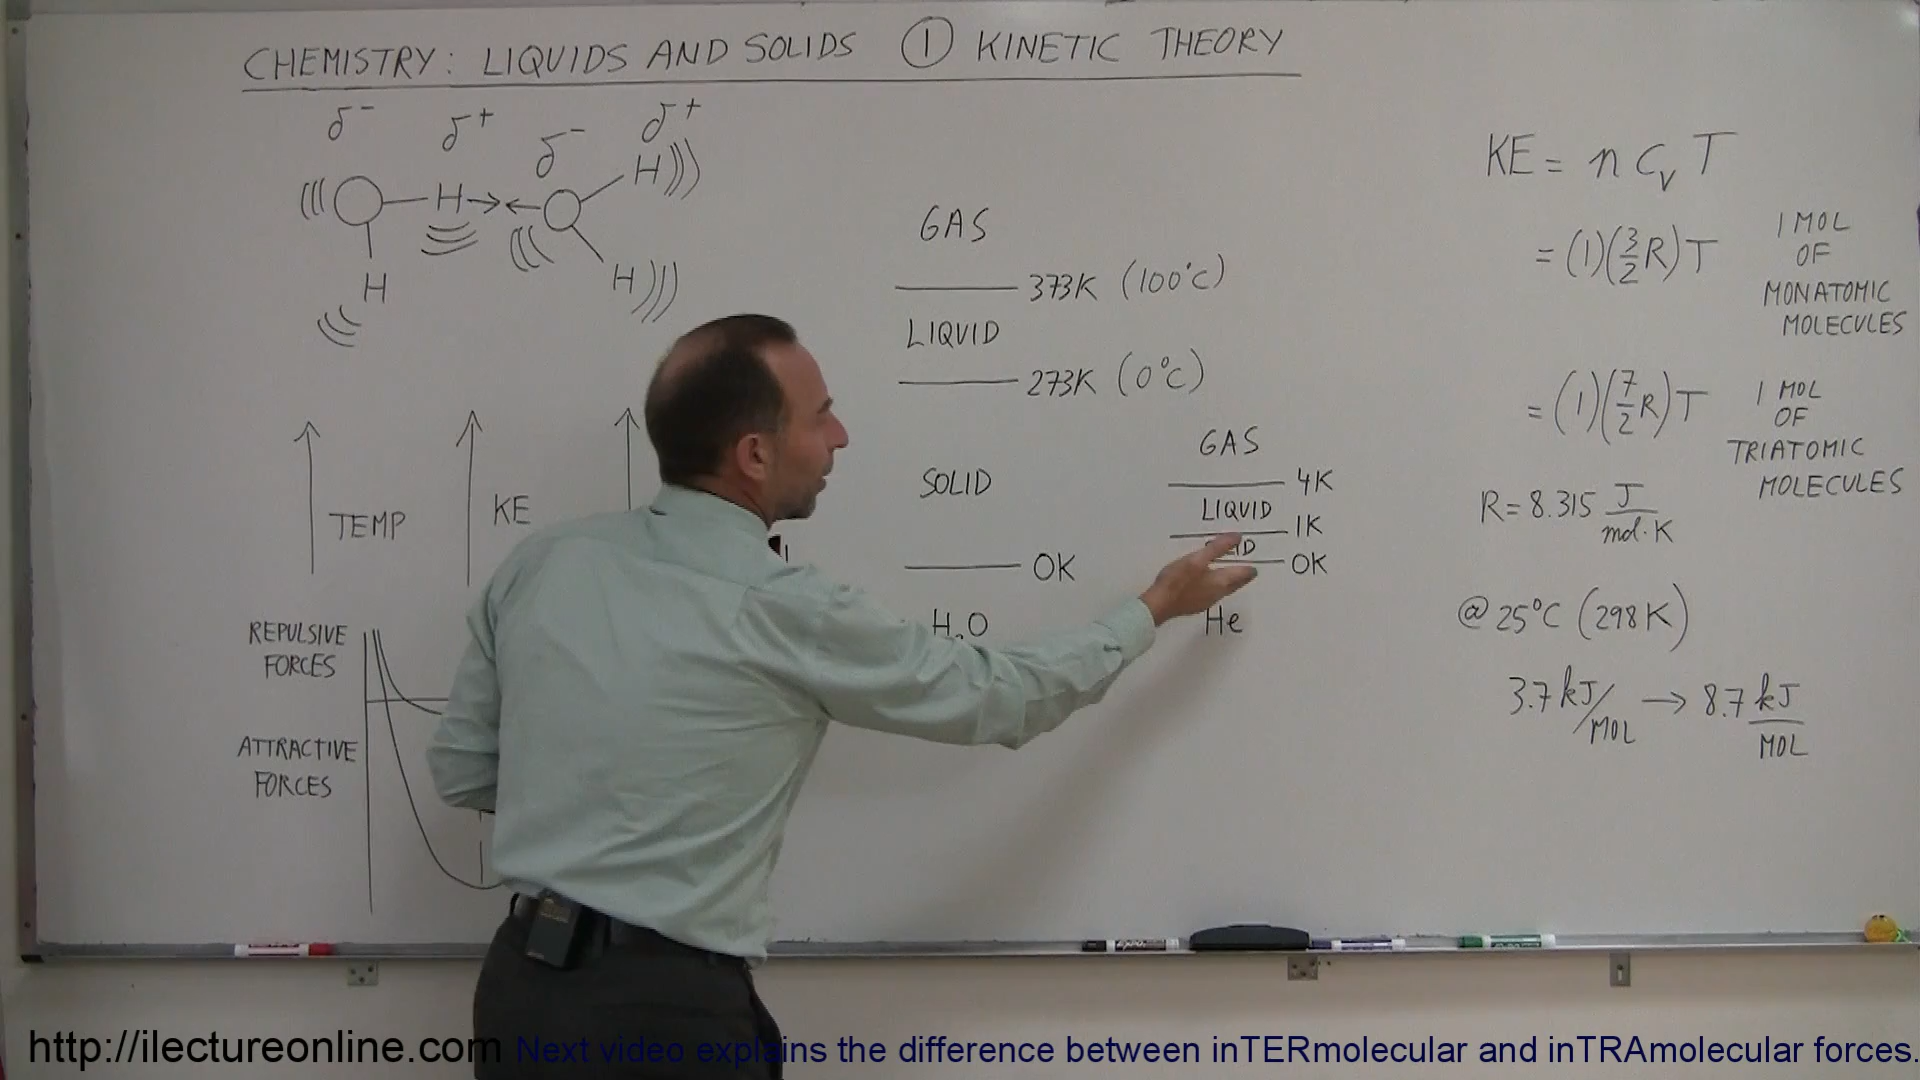 CHEMISTRY: LIQUIDS AND SOLIDS ① KINETIC THEORY
δ⁻ δ⁺ δ⁻ δ⁺
H
H
H
H
TEMP
KE
REPULSIVE
FORCES
ATTRACTIVE
FORCES
GAS
373K (100°C)
LIQUID
273K (0°C)
SOLID
0K
H₂O
GAS
4K
LIQUID
1K
0K
He
KE = n Cv T
= (1)(3/2 R) T
1 MOL
OF
MONATOMIC
MOLECULES
= (1)(7/2 R) T
1 MOL
OF
TRIATOMIC
MOLECULES
R = 8.315 J/mol·K
@ 25°C (298K)
3.7 kJ/MOL → 8.7 kJ/MOL
http://ilectureonline.com Next video explains the difference between inTERmolecular and inTRAmolecular forces.